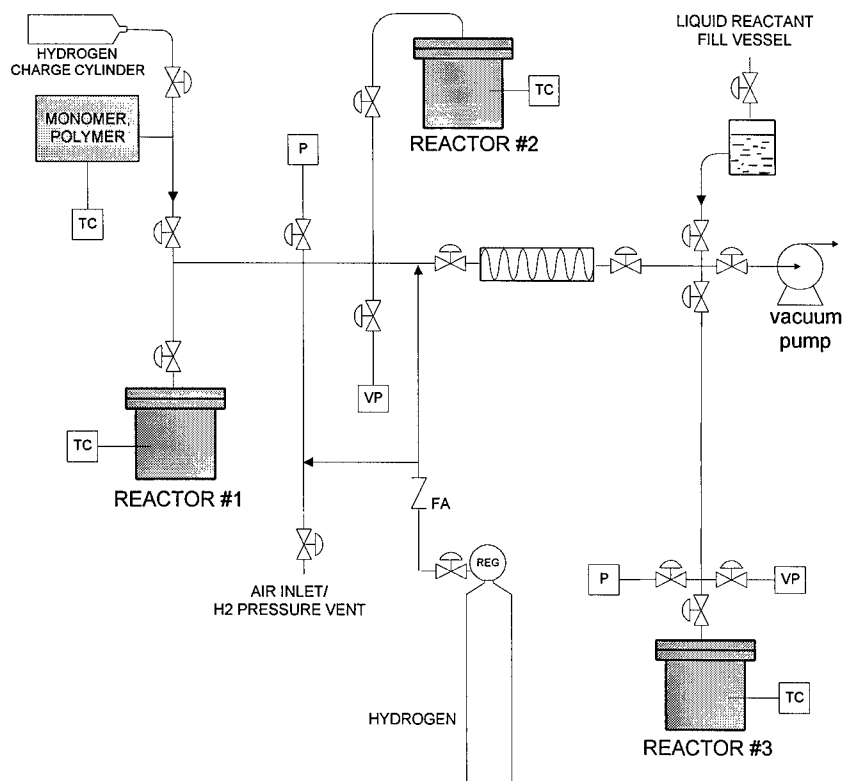 HYDROGEN
CHARGE CYLINDER
LIQUID REACTANT
FILL VESSEL
MONOMER,
POLYMER
TC
TC
REACTOR #2
P
vacuum
pump
VP
TC
REACTOR #1
FA
REG
AIR INLET/
H2 PRESSURE VENT
P
VP
TC
HYDROGEN
REACTOR #3